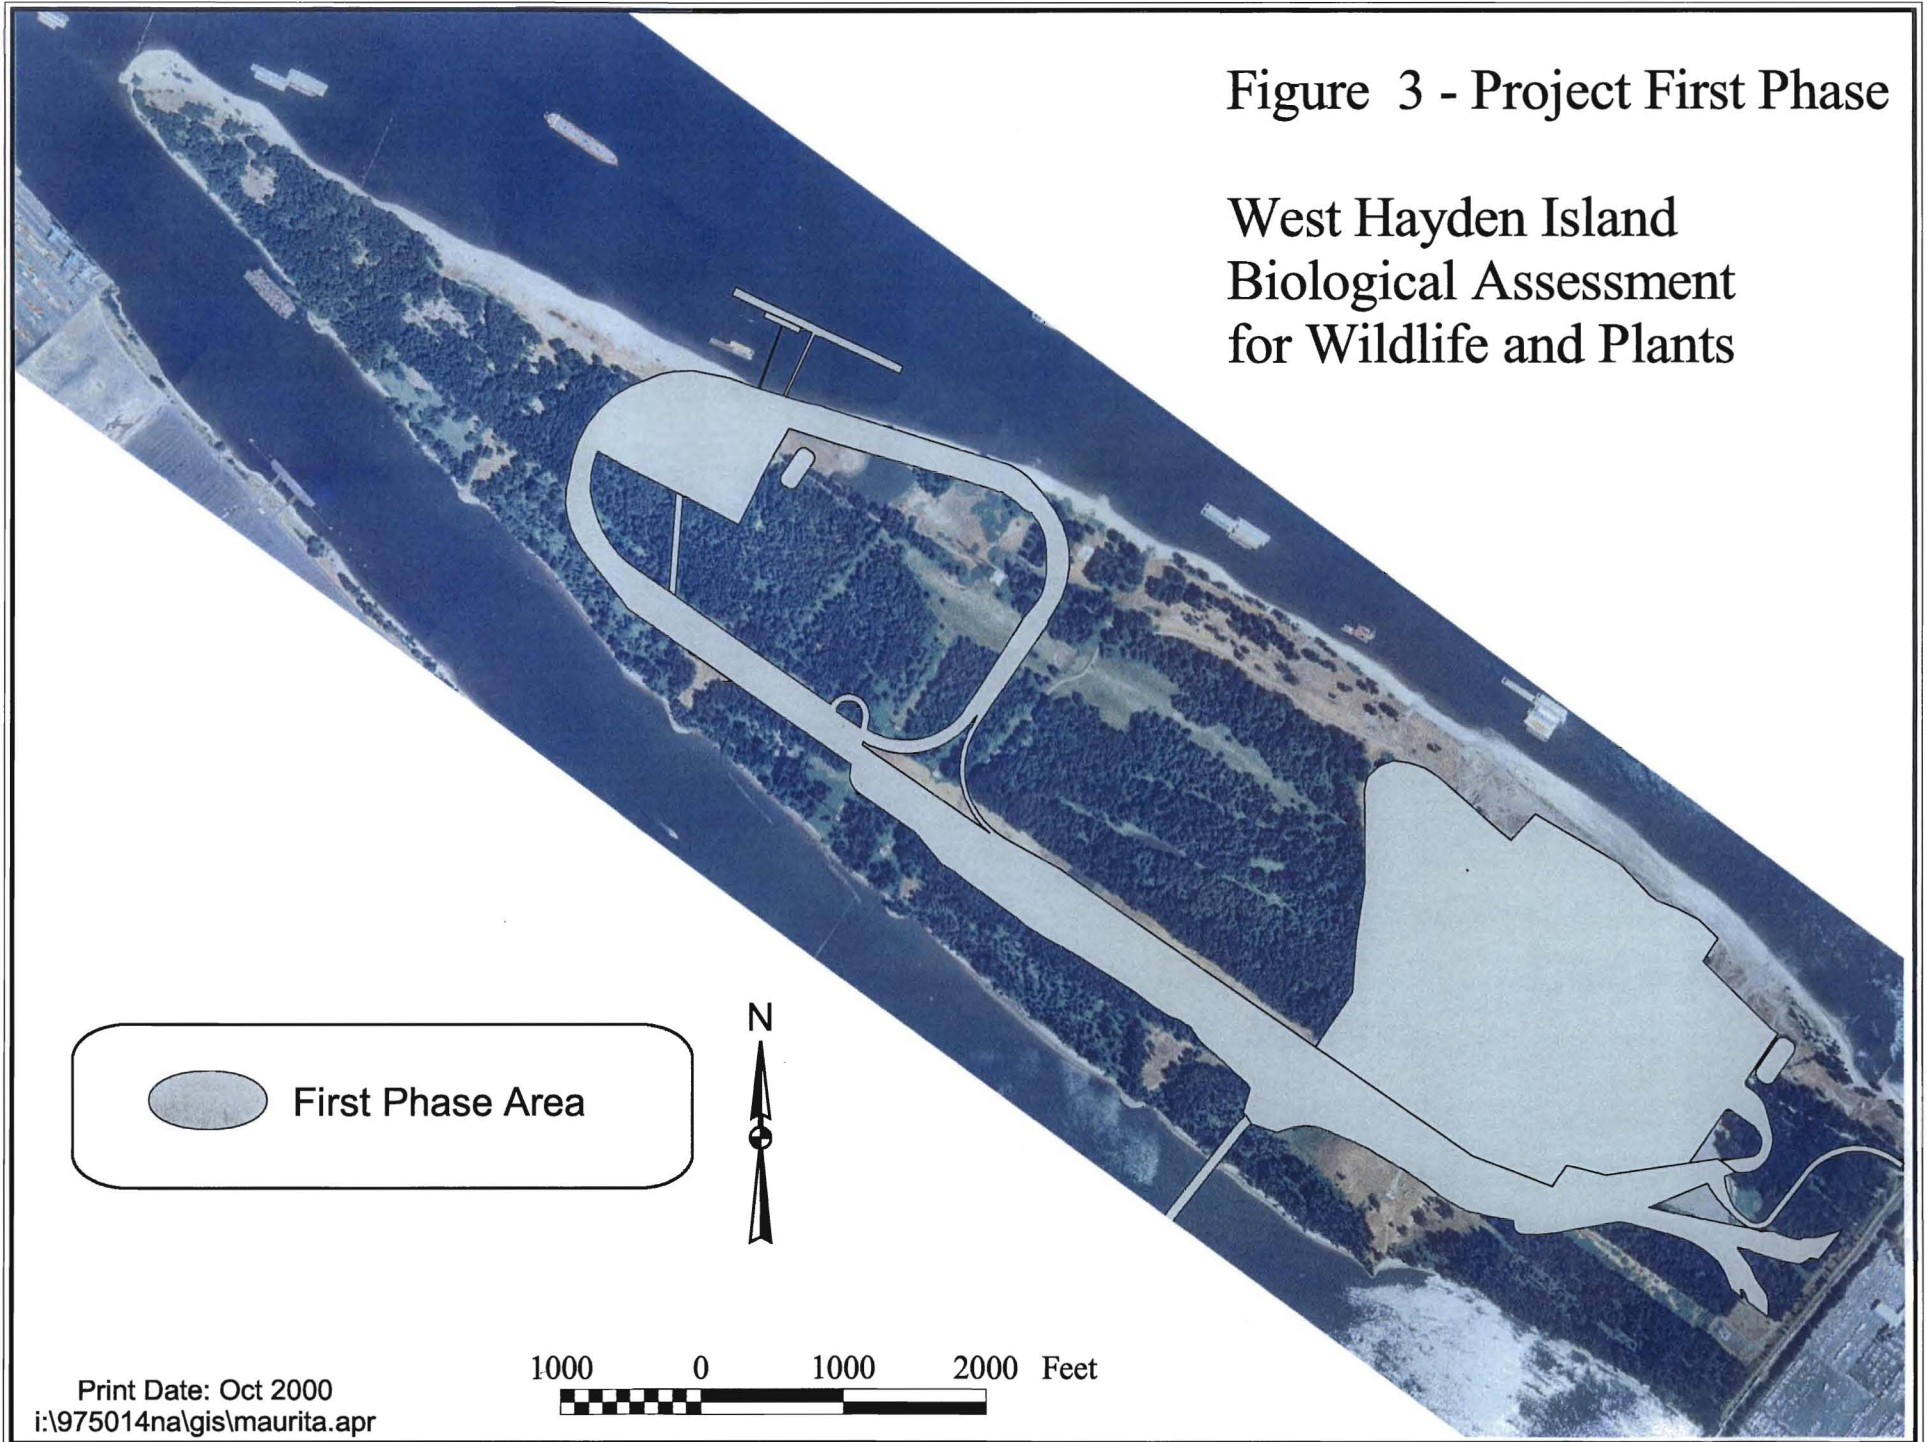 Figure 3 - Project First Phase
West Hayden Island
Biological Assessment
for Wildlife and Plants
N
First Phase Area
1000 0 1000 2000 Feet
Print Date: Oct 2000
i:\975014na\gis\maurita.apr